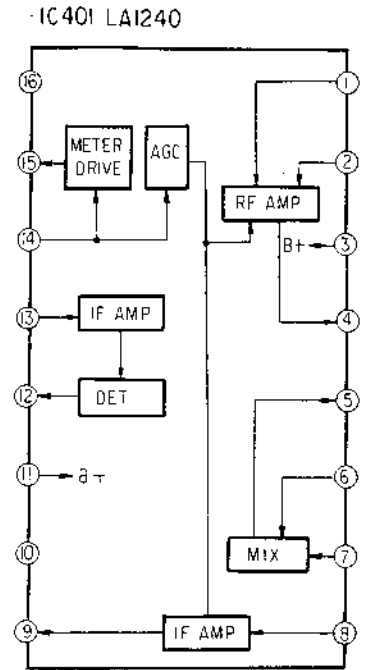 IC401 LA1240
16
1
METER
DRIVE
AGC
15
2
RF AMP
14
B+
3
13
IF AMP
4
12
DET
5
11
6
10
MIX
7
9
IF AMP
8